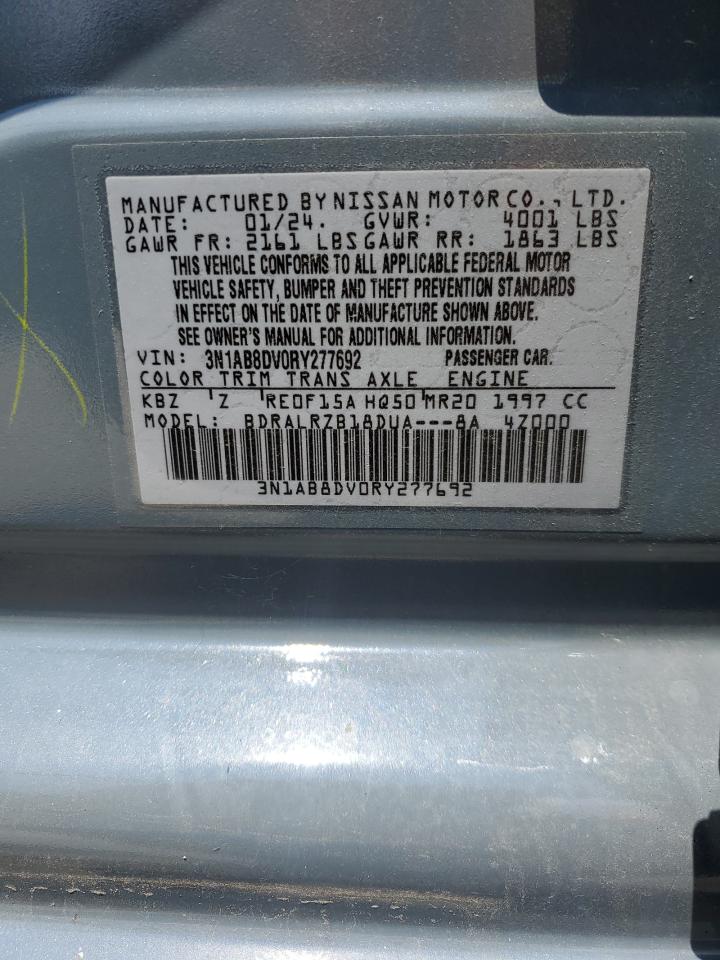 MANUFACTURED BY NISSAN MOTOR CO., LTD.
DATE: 01/24. GVWR: 4001 LBS
GAWR FR: 2161 LBS GAWR RR: 1863 LBS
THIS VEHICLE CONFORMS TO ALL APPLICABLE FEDERAL MOTOR
VEHICLE SAFETY, BUMPER AND THEFT PREVENTION STANDARDS
IN EFFECT ON THE DATE OF MANUFACTURE SHOWN ABOVE.
SEE OWNER'S MANUAL FOR ADDITIONAL INFORMATION.
VIN: 3N1AB8DV0RY277692 PASSENGER CAR.
COLOR TRIM TRANS AXLE ENGINE
KBZ Z RE0F15A HQ50 MR20 1997 CC
MODEL: BDRALRZB18DUA---8A 4Z000
3N1AB8DV0RY277692